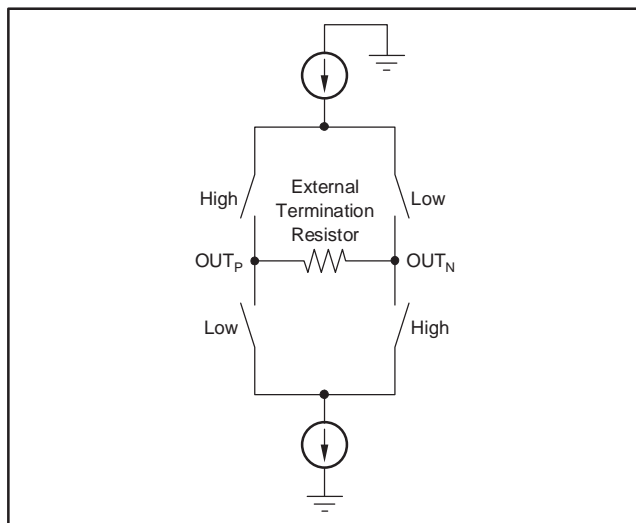 External
Termination
Resistor
High
Low
OUTP
OUTN
Low
High